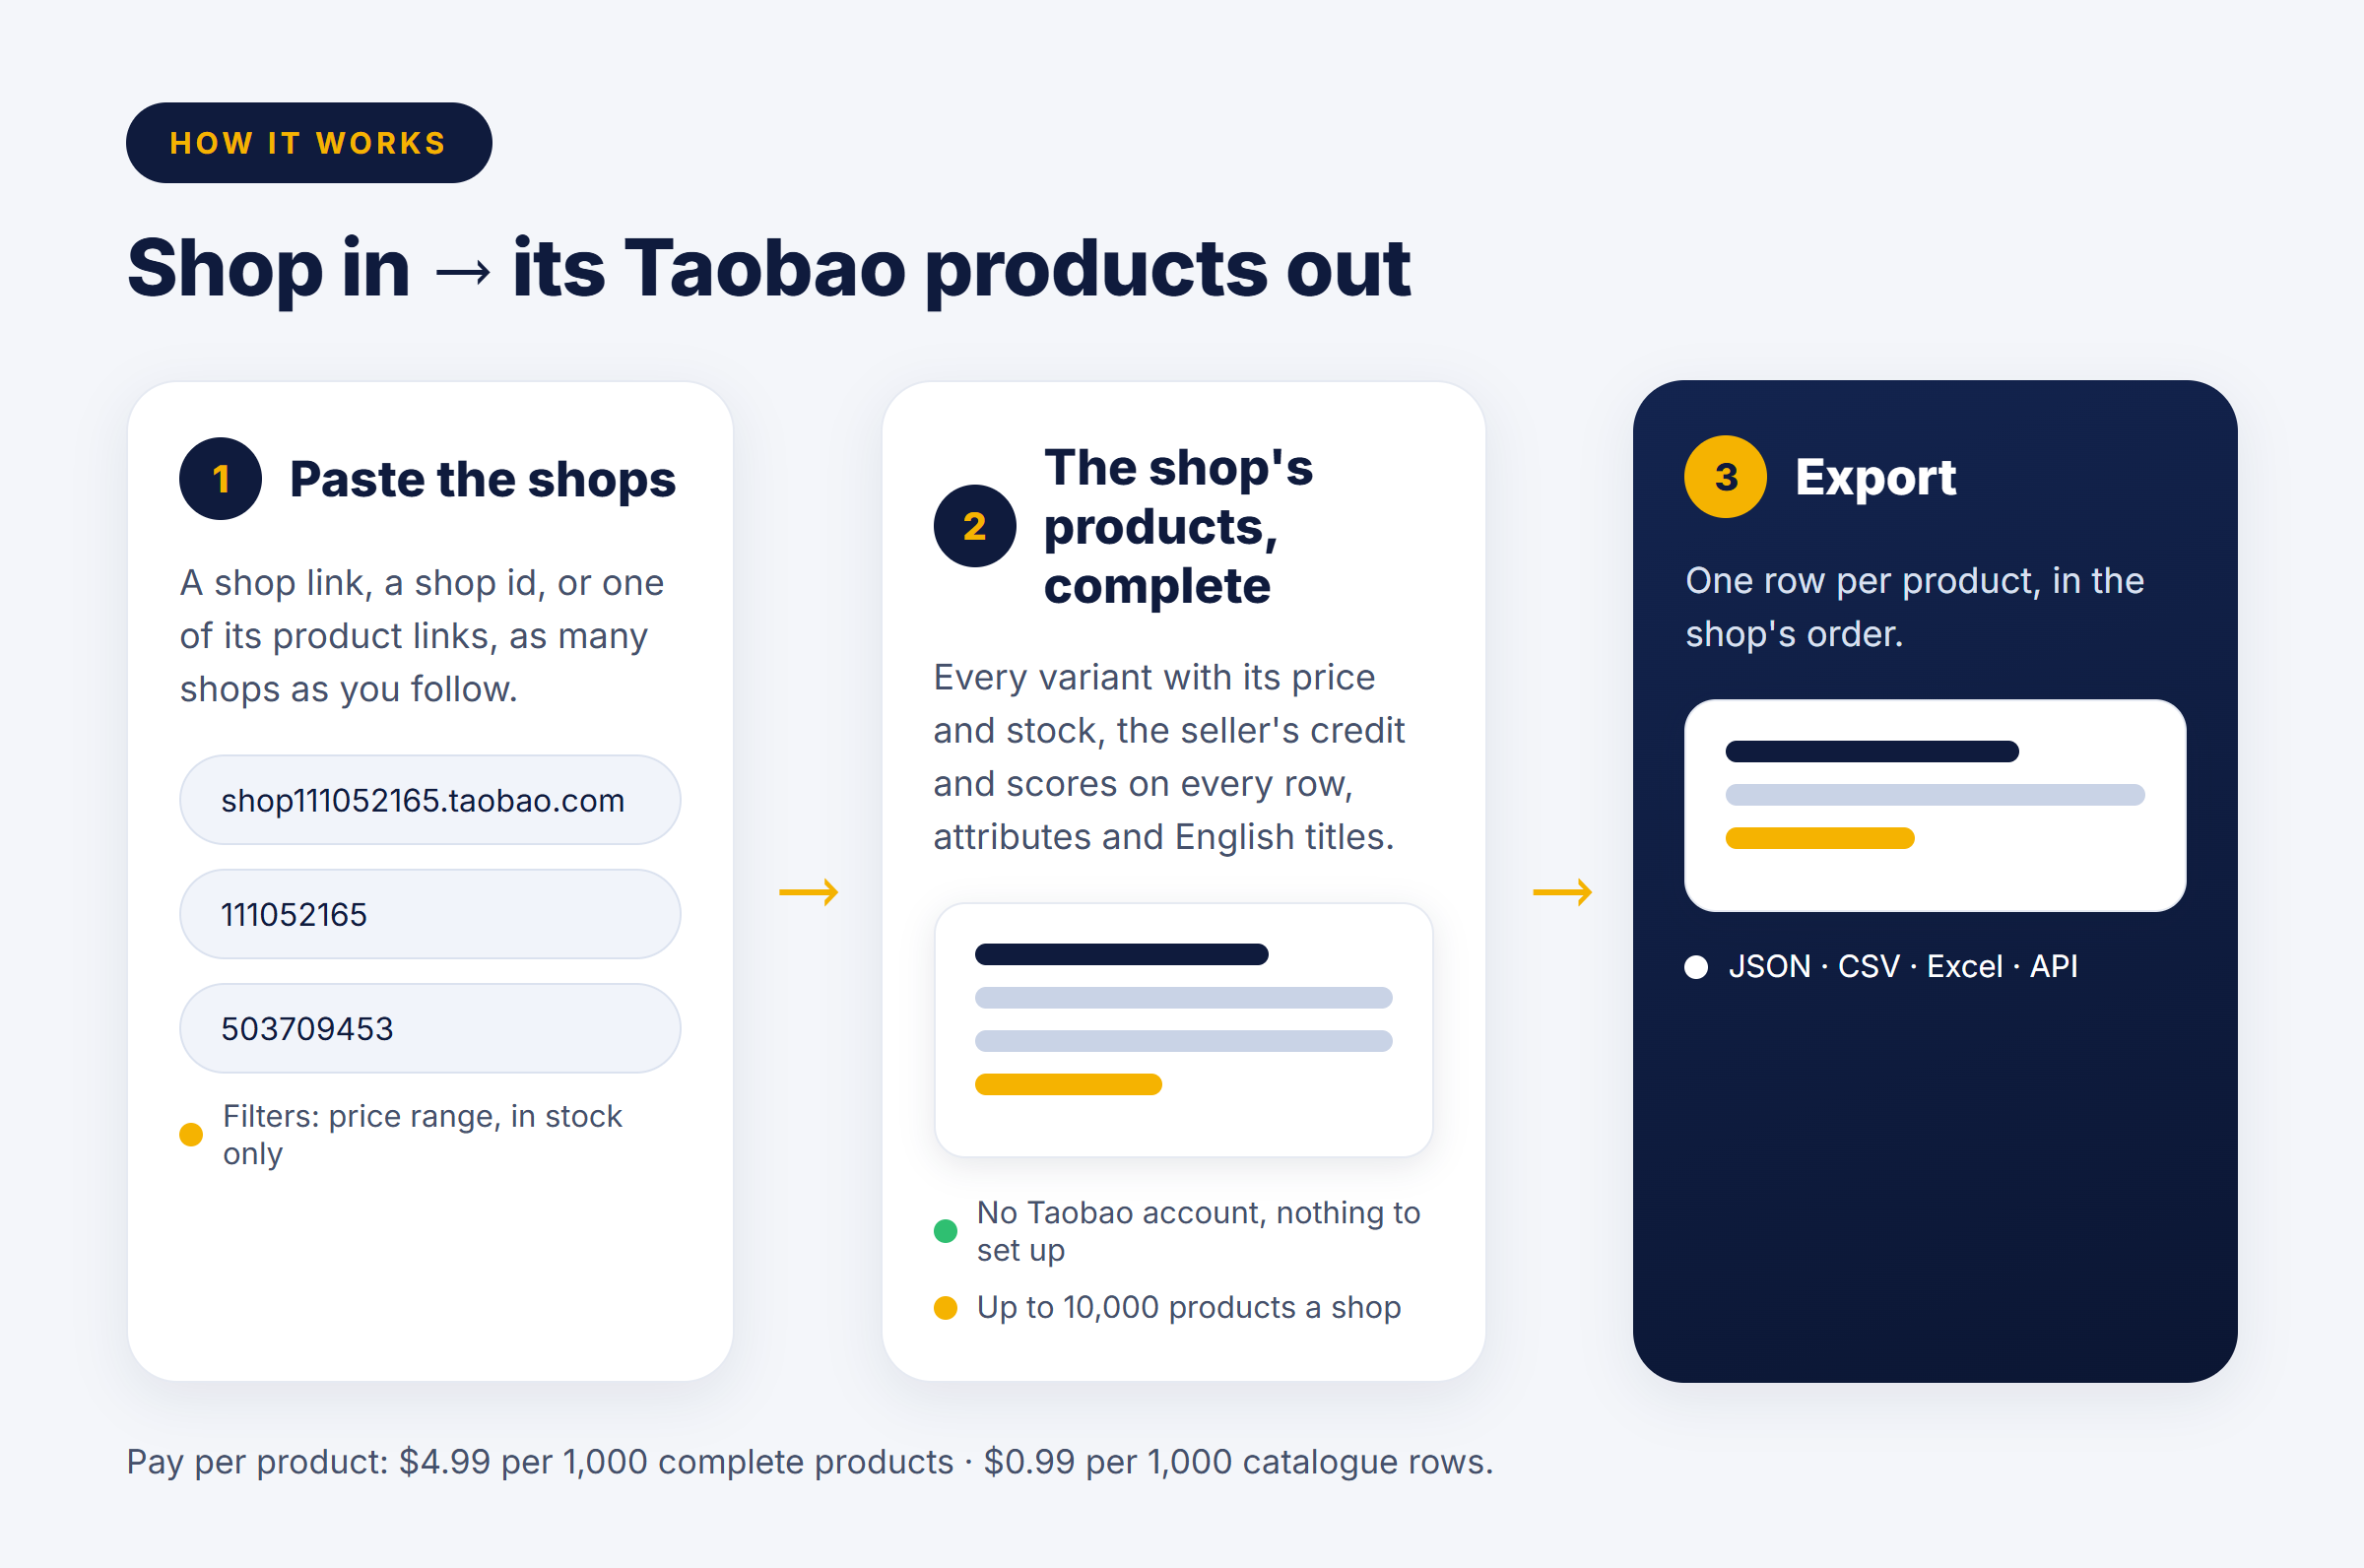 HOW IT WORKS
Shop in → its Taobao products out
1
Paste the shops
A shop link, a shop id, or one
of its product links, as many
shops as you follow.
shop111052165.taobao.com
111052165
503709453
Filters: price range, in stock
only
→
2
The shop's
products,
complete
Every variant with its price
and stock, the seller's credit
and scores on every row,
attributes and English titles.
No Taobao account, nothing to
set up
Up to 10,000 products a shop
→
3
Export
One row per product, in the
shop's order.
JSON · CSV · Excel · API
Pay per product: $4.99 per 1,000 complete products · $0.99 per 1,000 catalogue rows.